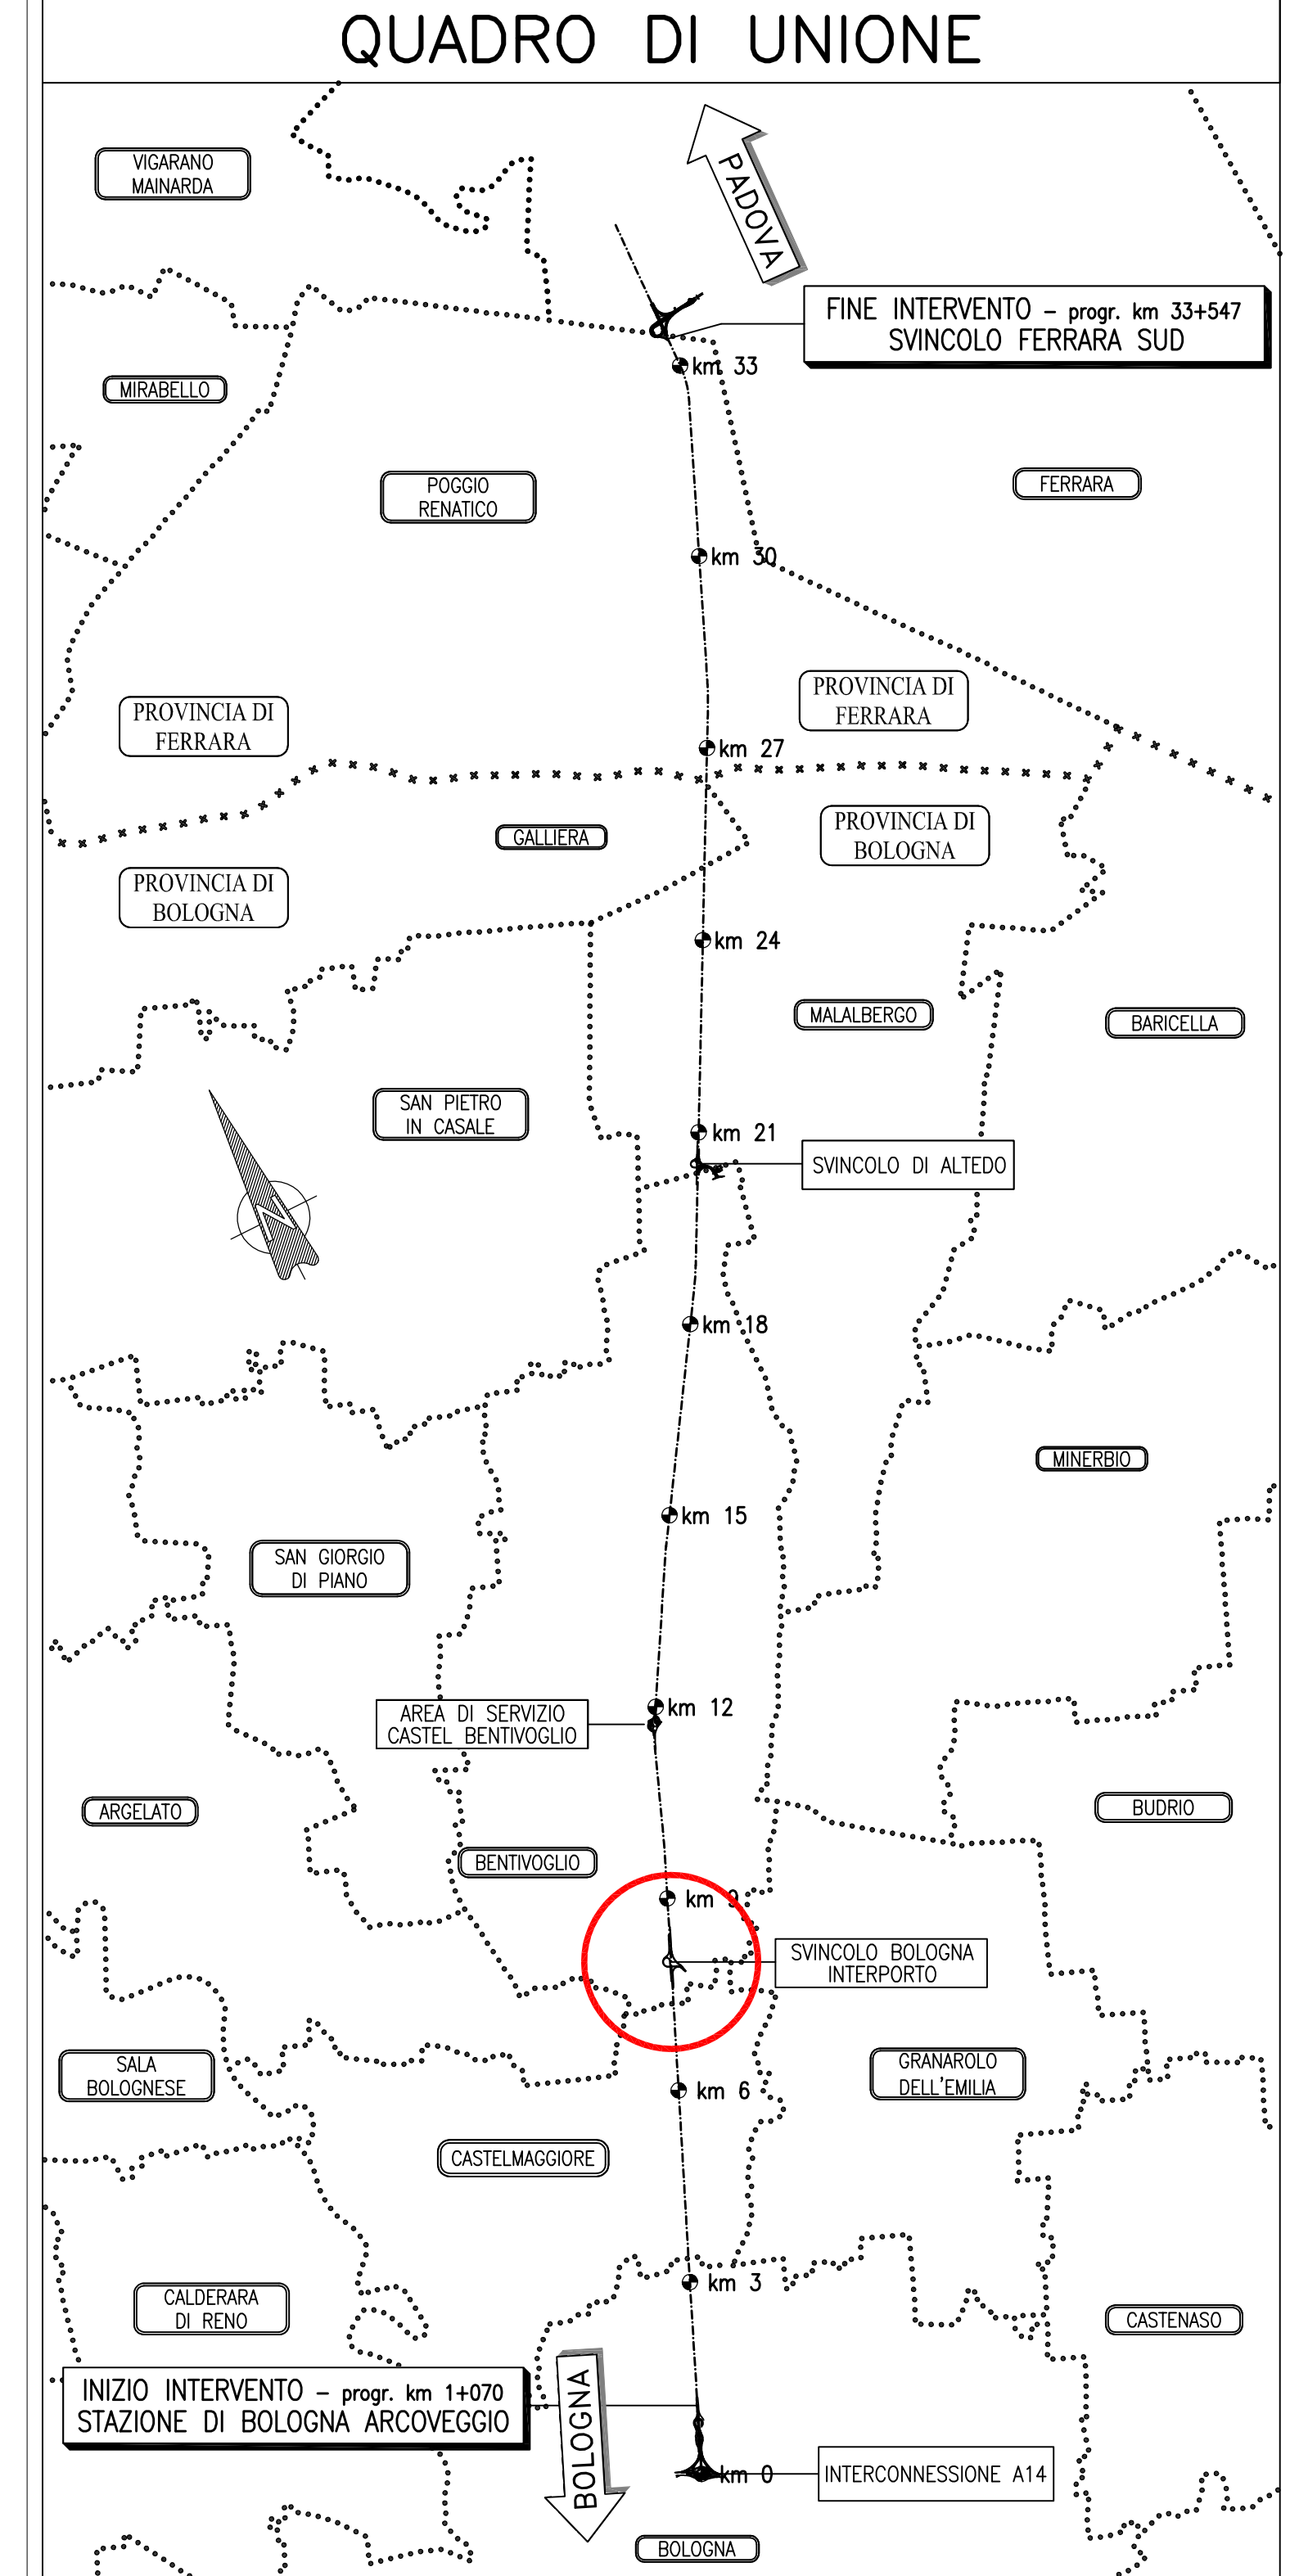 QUADRO DI UNIONE
VIGARANO
MAINARDA
PADOVA
FINE INTERVENTO – progr. km 33+547
SVINCOLO FERRARA SUD
km 33
MIRABELLO
POGGIO
RENATICO
FERRARA
km 30
PROVINCIA DI
FERRARA
PROVINCIA DI
FERRARA
km 27
GALLIERA
PROVINCIA DI
BOLOGNA
PROVINCIA DI
BOLOGNA
km 24
MALALBERGO
BARICELLA
SAN PIETRO
IN CASALE
km 21
SVINCOLO DI ALTEDO
N
km 18
MINERBIO
km 15
SAN GIORGIO
DI PIANO
km 12
AREA DI SERVIZIO
CASTEL BENTIVOGLIO
ARGELATO
BUDRIO
BENTIVOGLIO
km 9
SVINCOLO BOLOGNA
INTERPORTO
SALA
BOLOGNESE
GRANAROLO
DELL'EMILIA
km 6
CASTELMAGGIORE
km 3
CALDERARA
DI RENO
CASTENASO
INIZIO INTERVENTO – progr. km 1+070
STAZIONE DI BOLOGNA ARCOVEGGIO
BOLOGNA
km 0
INTERCONNESSIONE A14
BOLOGNA